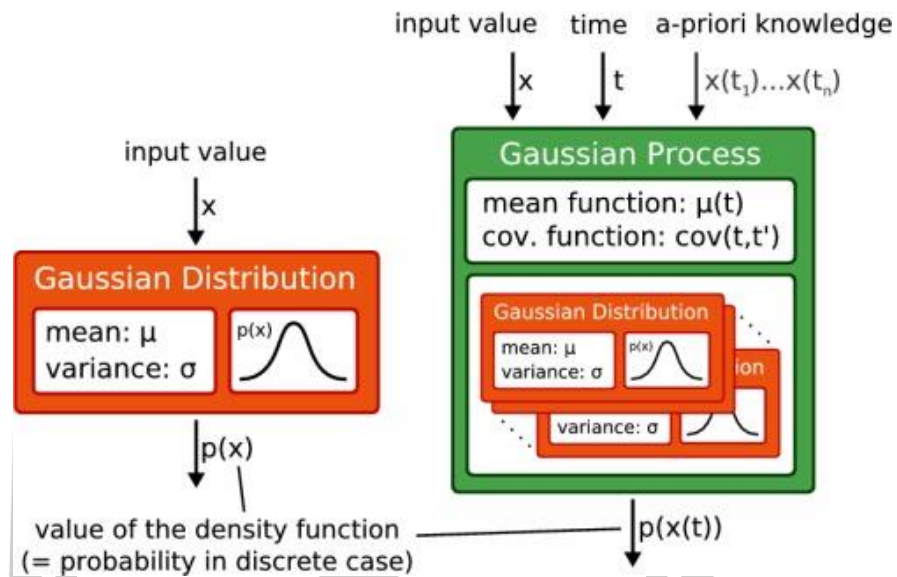 input value
x
Gaussian Distribution
mean: μ
variance: σ
p(x)
p(x)
value of the density function
(= probability in discrete case)
input value time a-priori knowledge
x t x(t₁)...x(tₙ)
Gaussian Process
mean function: μ(t)
cov. function: cov(t,t')
Gaussian Distribution
mean: μ
variance: σ
p(x)
ion
variance: σ
p(x(t))